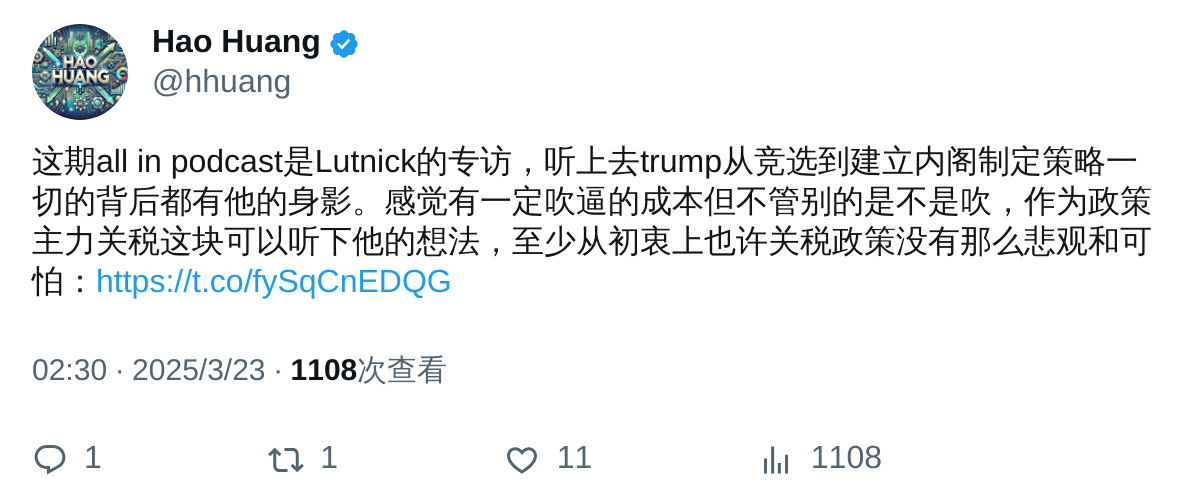 HAO
HUANG
Hao Huang
@hhuang
这期all in podcast是Lutnick的专访，听上去trump从竞选到建立内阁制定策略一
切的背后都有他的身影。感觉有一定吹逼的成本但不管别的是不是吹，作为政策
主力关税这块可以听下他的想法，至少从初衷上也许关税政策没有那么悲观和可
怕：https://t.co/fySqCnEDQG
02:30 · 2025/3/23 · 1108次查看
1 1 11 1108